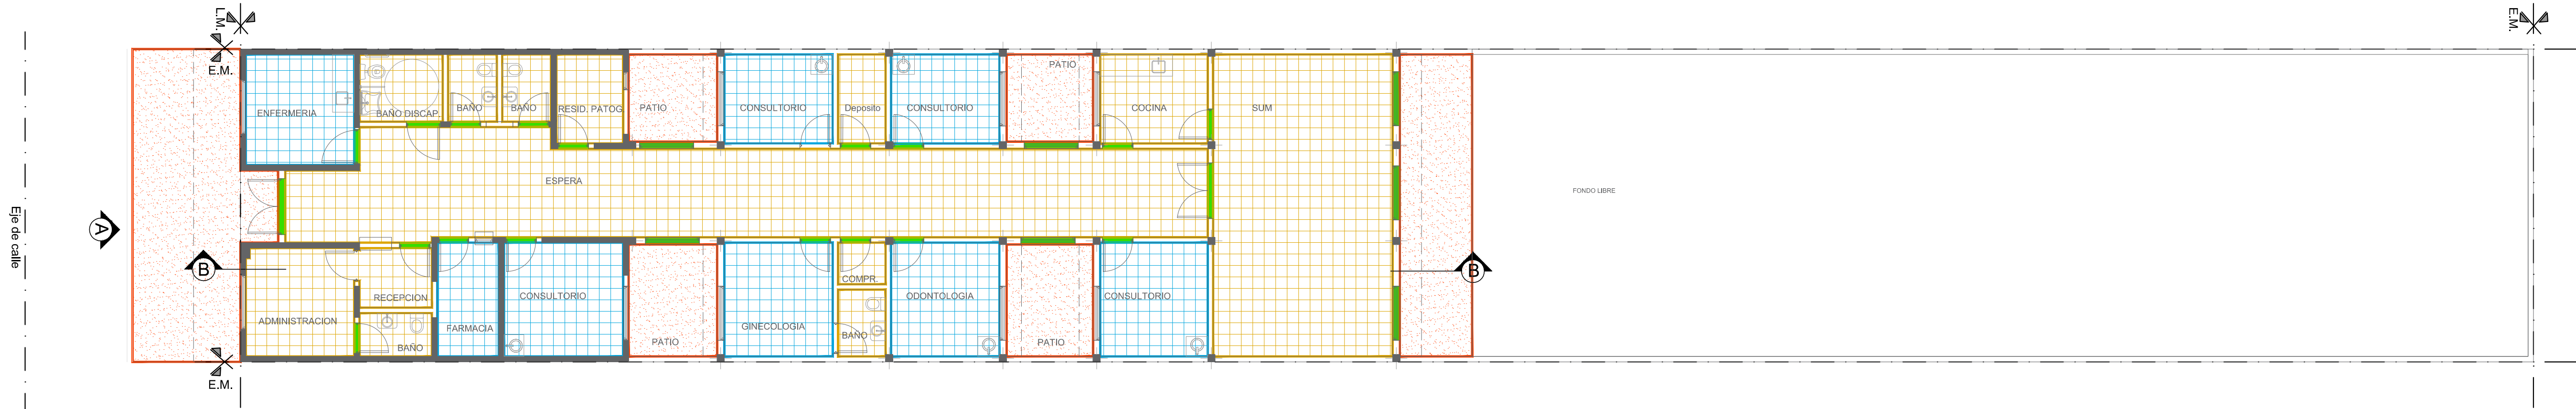 L.M.
E.M.
E.M.
PATIO
ENFERMERIA
BAÑO DISCAP.
BAÑO
BAÑO
RESID. PATOG.
PATIO
CONSULTORIO
Deposito
CONSULTORIO
COCINA
SUM
ESPERA
FONDO LIBRE
Eje de calle
A
B
B
ADMINISTRACION
RECEPCION
BAÑO
FARMACIA
CONSULTORIO
PATIO
GINECOLOGIA
COMPR.
BAÑO
ODONTOLOGIA
PATIO
CONSULTORIO
E.M.